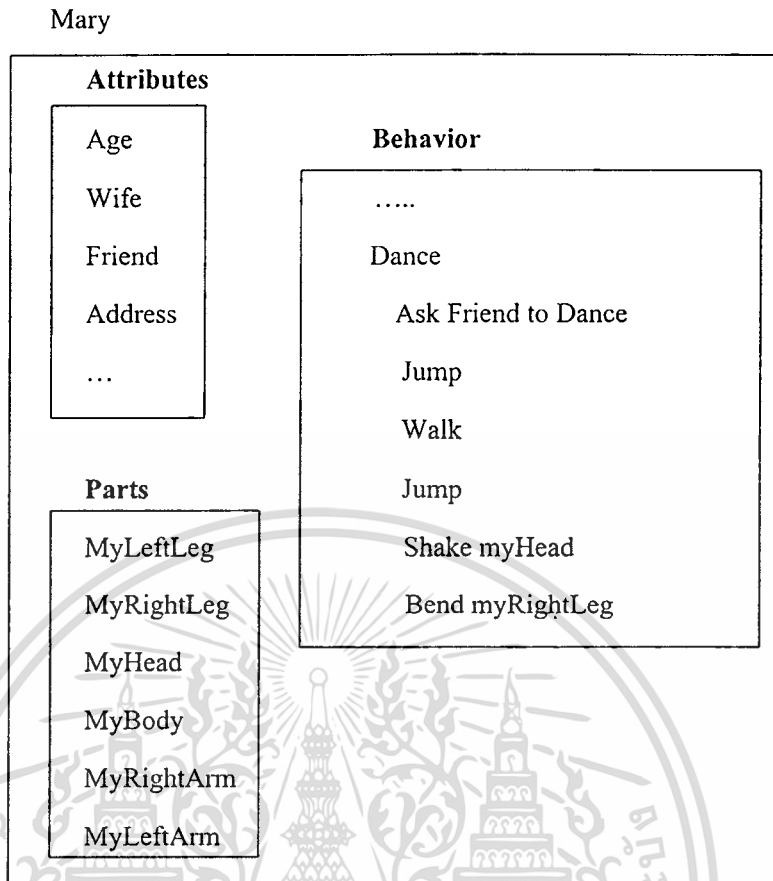 Mary
Attributes
Age
Wife
Friend
Address
...
Behavior
.....
Dance
Ask Friend to Dance
Jump
Walk
Jump
Shake myHead
Bend myRightLeg
Parts
MyLeftLeg
MyRightLeg
MyHead
MyBody
MyRightArm
MyLeftArm